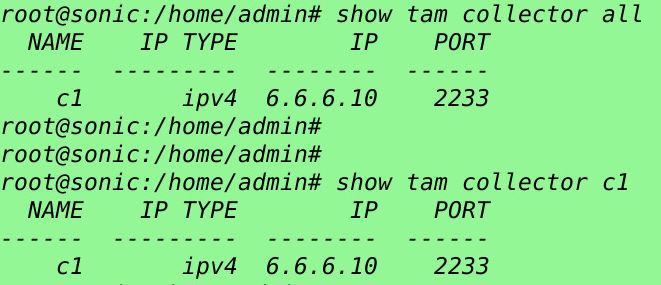 root@sonic:/home/admin# show tam collector all
NAME IP TYPE IP PORT
------ --------- -------- ------
c1 ipv4 6.6.6.10 2233
root@sonic:/home/admin#
root@sonic:/home/admin#
root@sonic:/home/admin# show tam collector c1
NAME IP TYPE IP PORT
------ --------- -------- ------
c1 ipv4 6.6.6.10 2233